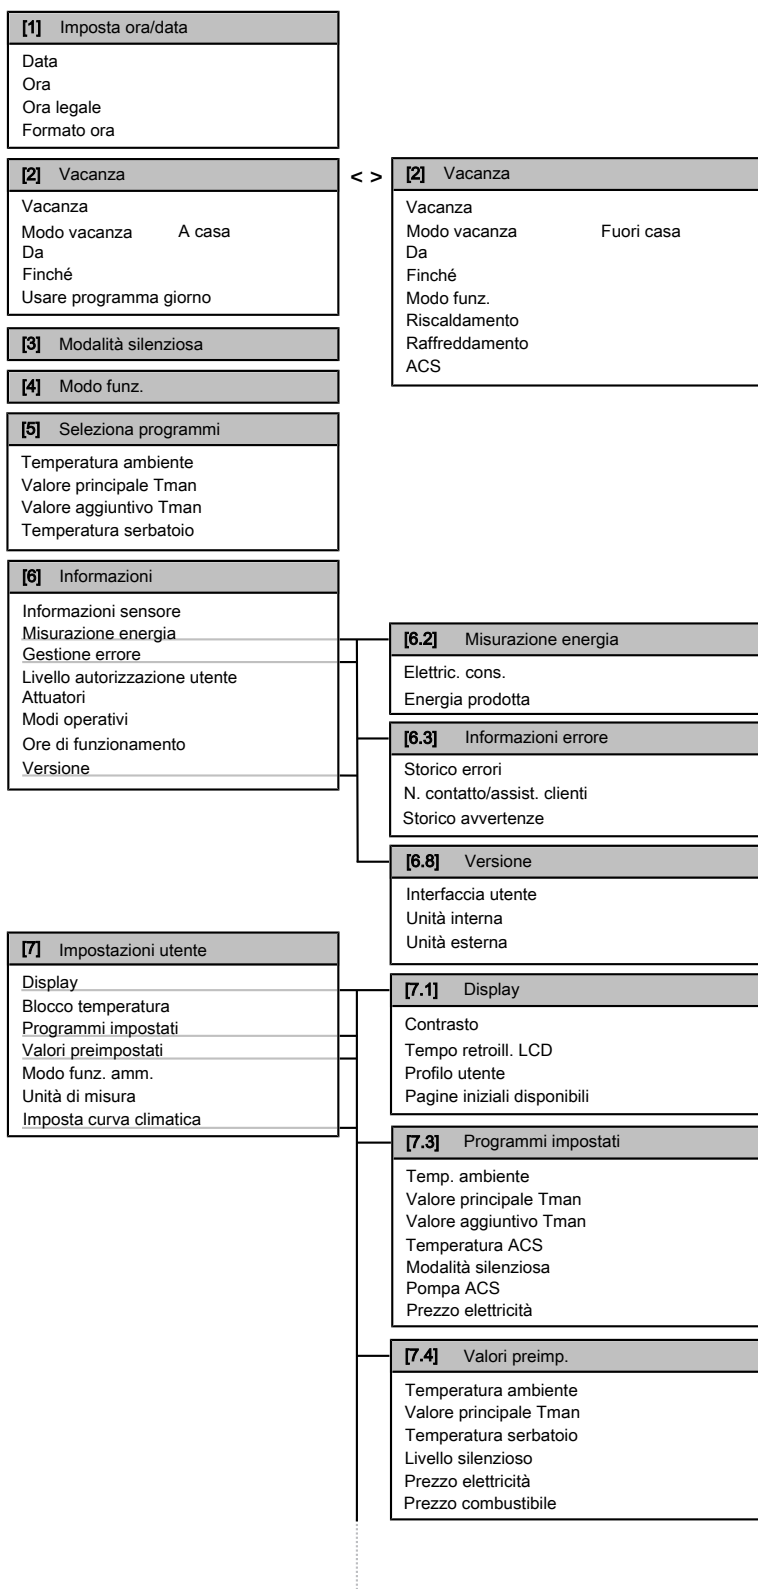 [1] Imposta ora/data
Data
Ora
Ora legale
Formato ora
[2] Vacanza
Vacanza
Modo vacanza A casa
Da
Finché
Usare programma giorno
< >
[2] Vacanza
Vacanza
Modo vacanza Fuori casa
Da
Finché
Modo funz.
Riscaldamento
Raffreddamento
ACS
[3] Modalità silenziosa
[4] Modo funz.
[5] Seleziona programmi
Temperatura ambiente
Valore principale Tman
Valore aggiuntivo Tman
Temperatura serbatoio
[6] Informazioni
Informazioni sensore
Misurazione energia
Gestione errore
Livello autorizzazione utente
Attuatori
Modi operativi
Ore di funzionamento
Versione
[6.2] Misurazione energia
Elettric. cons.
Energia prodotta
[6.3] Informazioni errore
Storico errori
N. contatto/assist. clienti
Storico avvertenze
[6.8] Versione
Interfaccia utente
Unità interna
Unità esterna
[7] Impostazioni utente
Display
Blocco temperatura
Programmi impostati
Valori preimpostati
Modo funz. amm.
Unità di misura
Imposta curva climatica
[7.1] Display
Contrasto
Tempo retroill. LCD
Profilo utente
Pagine iniziali disponibili
[7.3] Programmi impostati
Temp. ambiente
Valore principale Tman
Valore aggiuntivo Tman
Temperatura ACS
Modalità silenziosa
Pompa ACS
Prezzo elettricità
[7.4] Valori preimp.
Temperatura ambiente
Valore principale Tman
Temperatura serbatoio
Livello silenzioso
Prezzo elettricità
Prezzo combustibile